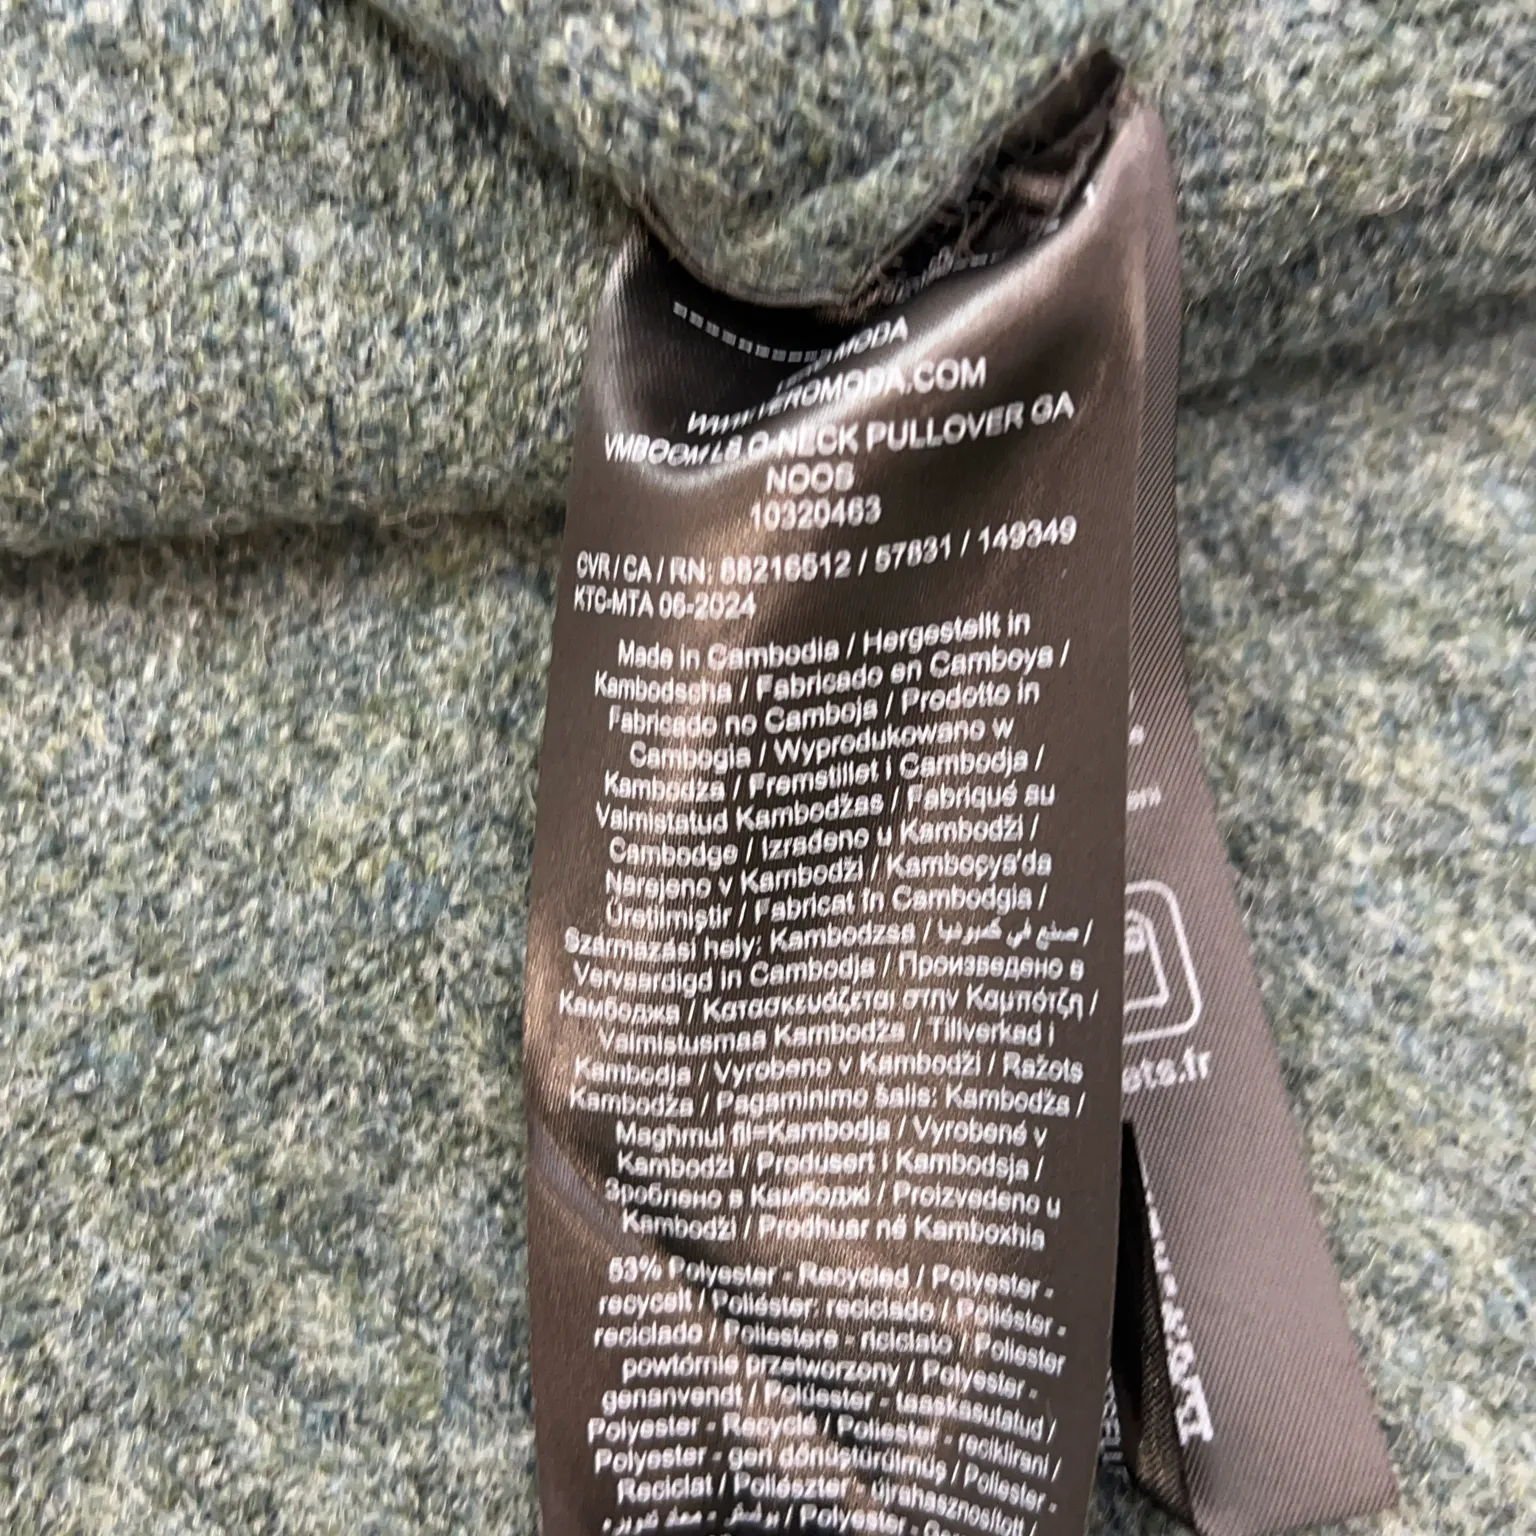 MODA
WWW.VEROMODA.COM
VMBOOM LS O-NECK PULLOVER GA
NOOS
10320463
CVR / CA / RN: 88216512 / 57831 / 149349
KTC-MTA 06-2024
Made in Cambodia / Hergestellt in
Kambodscha / Fabricado en Camboya /
Fabricado no Camboja / Prodotto in
Cambogia / Wyprodukowano w
Kambodża / Fremstillet i Cambodja /
Valmistatud Kambodžas / Fabriqué au
Cambodge / Izrađeno u Kambodži /
Narejeno v Kambodži / Kamboçya'da
Üretilmiştir / Fabricat în Cambodgia /
Származási hely: Kambodzsa / صنع في كمبوديا /
Vervaardigd in Cambodja / Произведено в
Камбоджа / Κατασκευάζεται στην Καμπότζη /
Valmistusmaa Kambodža / Tillverkad i
Kambodja / Vyrobeno v Kambodži / Ražots
Kambodža / Pagaminimo šalis: Kambodža /
Maghmul fil=Kambodja / Vyrobené v
Kambodži / Produsert i Kambodsja /
Зроблено в Камбоджі / Proizvedeno u
Kambodži / Prodhuar në Kamboxhia
53% Polyester - Recycled / Polyester -
recycelt / Poliéster: reciclado / Poliéster -
reciclado / Poliestere - riciclato / Poliester
powtórnie przetworzony / Polyester -
genanvendt / Polüester - taaskasutatud /
Polyester - Recyclé / Poliester - reciklirani /
Polyester - geri dönüştürülmüş / Poliester -
Reciclat / Poliészter - újrahasznosított /
/ Polyester -
ets.fr